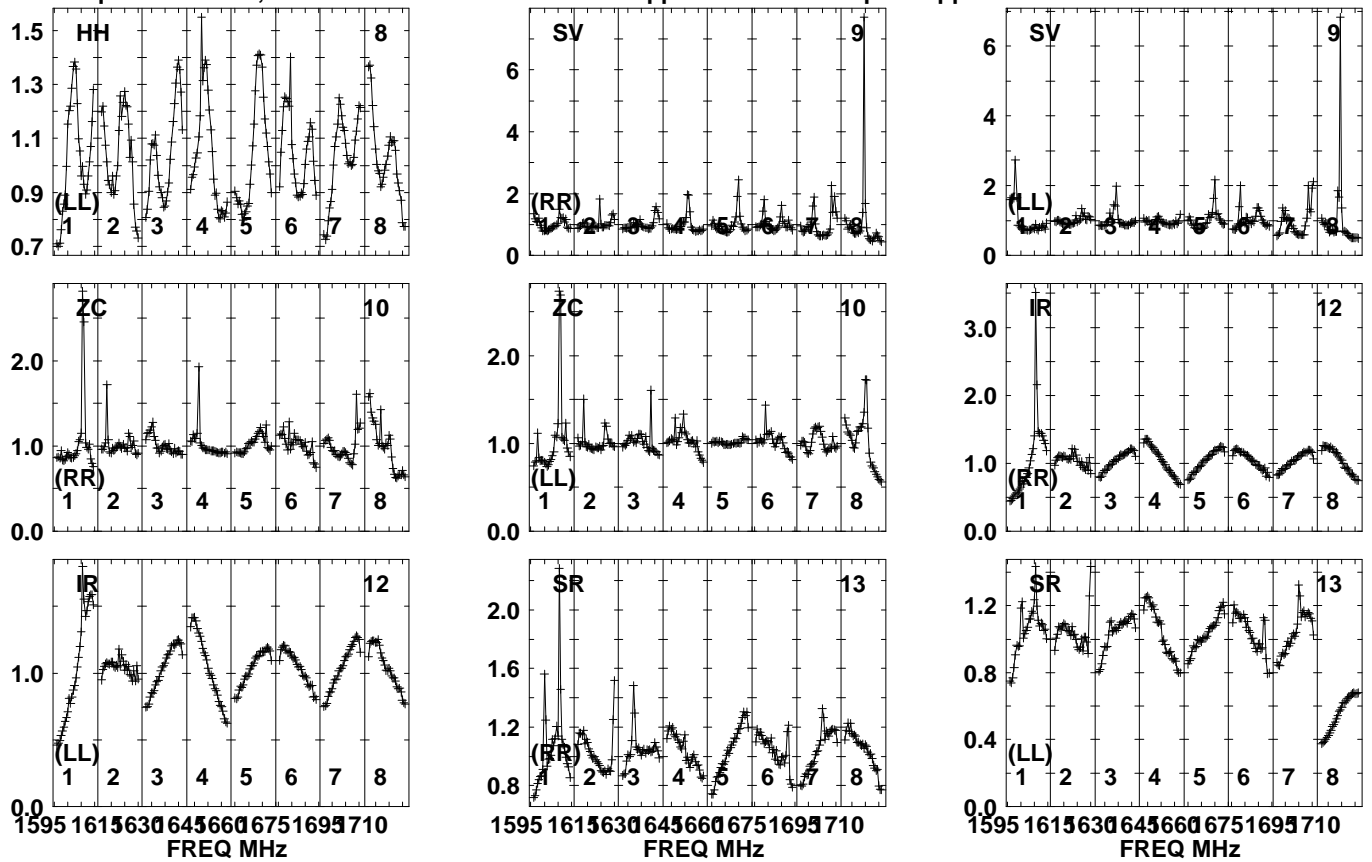 1.5 HH 8
1.3
1.1
0.9
0.7
(LL)
1 2 3 4 5 6 7 8
SV 9
6
4
2
0
(RR)
1 2 3 4 5 6 7 8
SV 9
6
4
2
0
(LL)
1 2 3 4 5 6 7 8
ZC 10
2.0
1.0
0.0
(RR)
1 2 3 4 5 6 7 8
ZC 10
2.0
1.0
0.0
(LL)
1 2 3 4 5 6 7 8
IR 12
3.0
2.0
1.0
0.0
(RR)
1 2 3 4 5 6 7 8
IR 12
1.0
0.0
(LL)
1 2 3 4 5 6 7 8
1595 1615 1630 1645 1660 1675 1695 1710
FREQ MHz
SR 13
2.0
1.6
1.2
0.8
(RR)
1 2 3 4 5 6 7 8
1595 1615 1630 1645 1660 1675 1695 1710
FREQ MHz
SR 13
1.2
0.8
0.4
0.0
(LL)
1 2 3 4 5 6 7 8
1595 1615 1630 1645 1660 1675 1695 1710
FREQ MHz